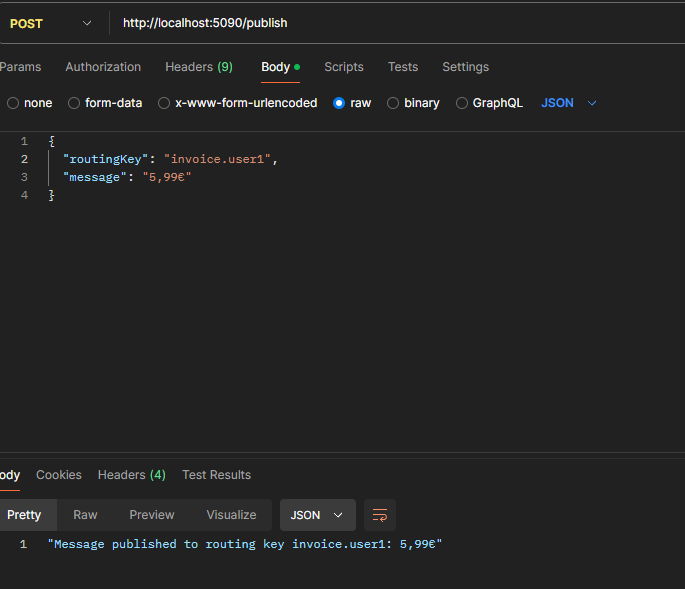 POST http://localhost:5090/publish
Params Authorization Headers (9) Body Scripts Tests Settings
none form-data x-www-form-urlencoded raw binary GraphQL JSON
1 {
2 "routingKey": "invoice.user1",
3 "message": "5,99€"
4 }
ody Cookies Headers (4) Test Results
Pretty Raw Preview Visualize JSON
1 "Message published to routing key invoice.user1: 5,99€"